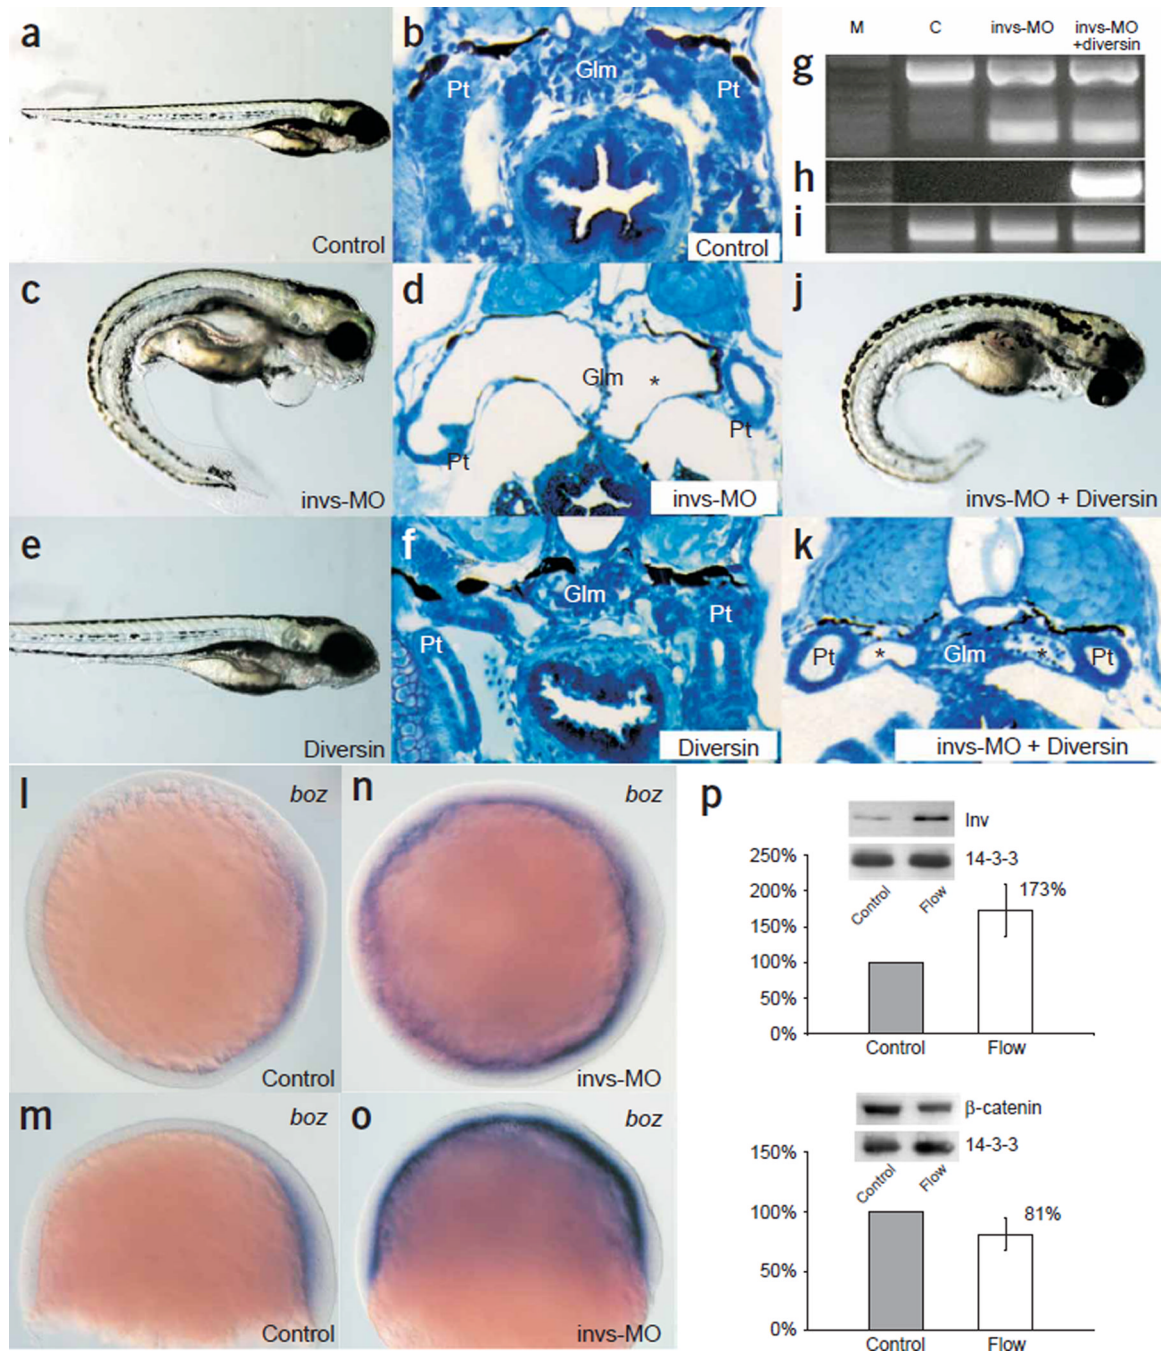 a
Control
b
Glm
Pt
Pt
Control
M
C
invs-MO
invs-MO
+diversin
g
h
i
c
invs-MO
d
Glm
*
Pt
Pt
invs-MO
j
invs-MO + Diversin
e
Diversin
f
Glm
Pt
Pt
Diversin
k
Pt
*
Glm
*
Pt
invs-MO + Diversin
l
boz
Control
n
boz
invs-MO
m
boz
Control
o
boz
invs-MO
p
Inv
14-3-3
Control
Flow
250%
200%
150%
100%
50%
0%
173%
Control
Flow
β-catenin
14-3-3
Control
Flow
150%
100%
50%
0%
81%
Control
Flow